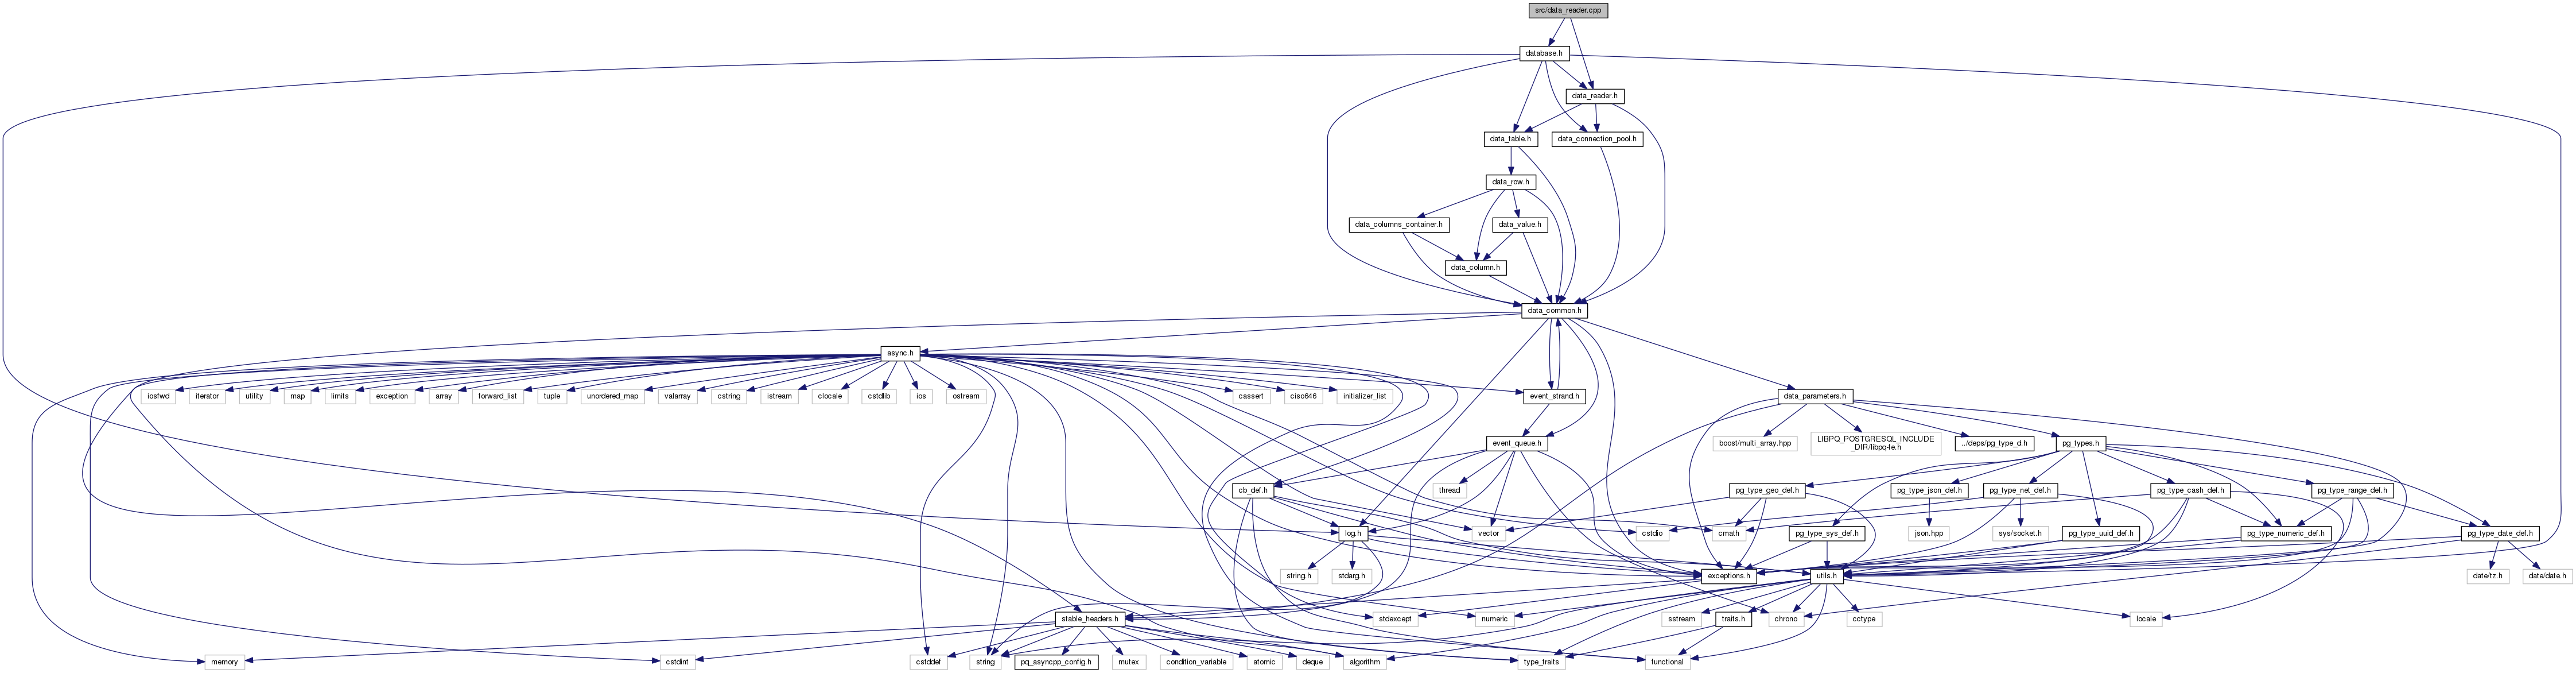 src/data_reader.cpp
database.h
data_reader.h
data_table.h
data_connection_pool.h
data_row.h
data_columns_container.h
data_value.h
data_column.h
data_common.h
async.h
iosfwd
iterator
utility
map
limits
exception
array
forward_list
tuple
unordered_map
valarray
cstring
istream
clocale
cstdlib
ios
ostream
cassert
ciso646
initializer_list
event_strand.h
data_parameters.h
event_queue.h
boost/multi_array.hpp
LIBPQ_POSTGRESQL_INCLUDE
_DIR/libpq-fe.h
../deps/pg_type_d.h
pg_types.h
cb_def.h
thread
pg_type_geo_def.h
pg_type_json_def.h
pg_type_net_def.h
pg_type_cash_def.h
pg_type_range_def.h
log.h
vector
cstdio
cmath
pg_type_sys_def.h
json.hpp
sys/socket.h
pg_type_uuid_def.h
pg_type_numeric_def.h
pg_type_date_def.h
string.h
stdarg.h
exceptions.h
utils.h
date/tz.h
date/date.h
stable_headers.h
stdexcept
numeric
sstream
traits.h
chrono
cctype
locale
memory
cstdint
cstddef
string
pq_asyncpp_config.h
mutex
condition_variable
atomic
deque
algorithm
type_traits
functional